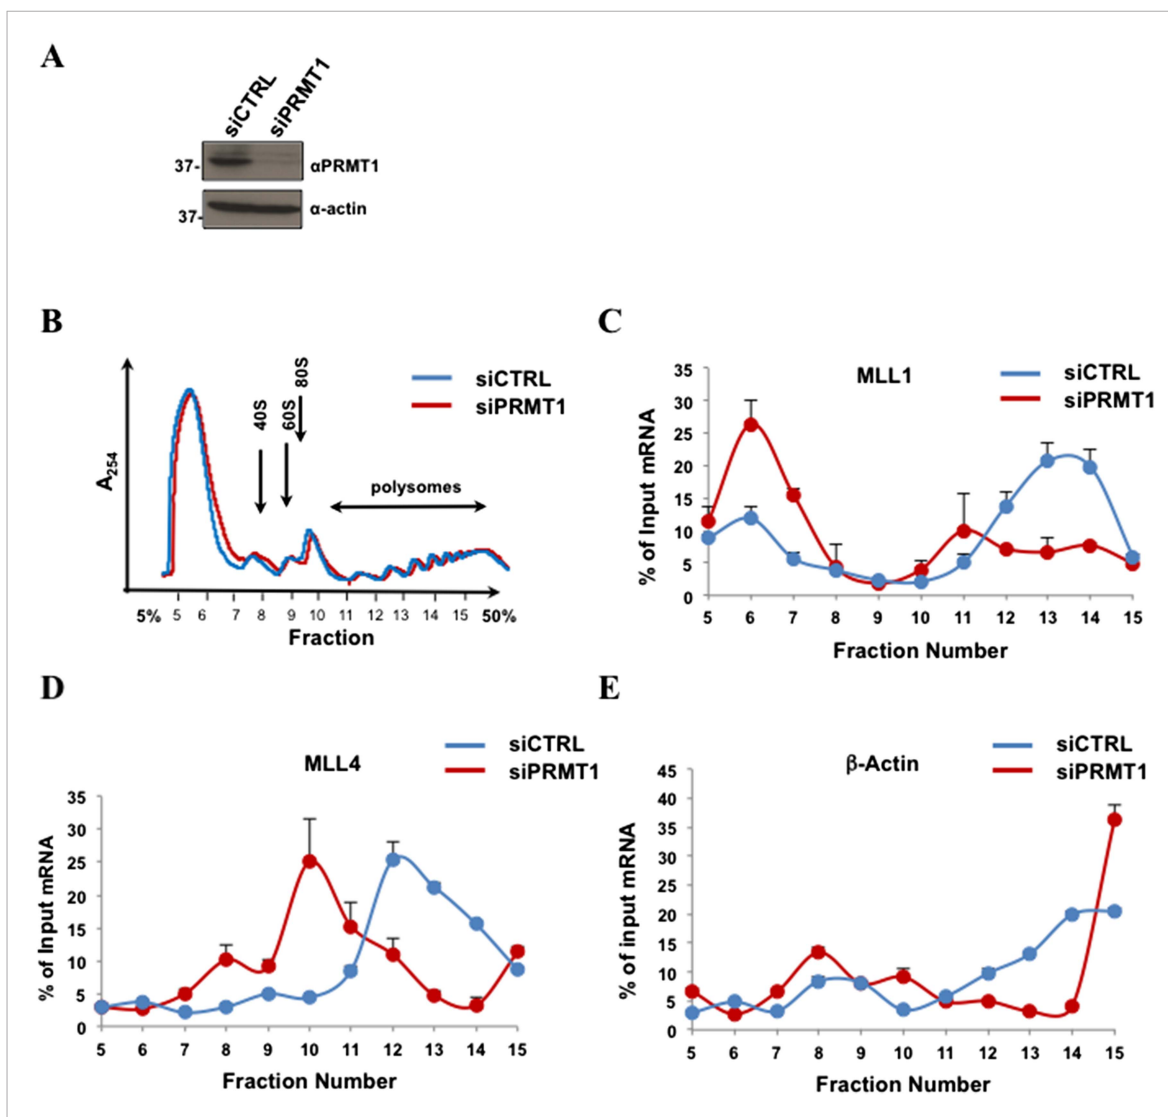 A
siCTRL
siPRMT1
37-
αPRMT1
37-
α-actin
B
A254
40S
60S
80S
siCTRL
siPRMT1
polysomes
5% 5 6 7 8 9 10 11 12 13 14 15 50%
Fraction
C
MLL1
siCTRL
siPRMT1
% of Input mRNA
35
30
25
20
15
10
5
0
5 6 7 8 9 10 11 12 13 14 15
Fraction Number
D
MLL4
siCTRL
siPRMT1
% of Input mRNA
35
30
25
20
15
10
5
0
5 6 7 8 9 10 11 12 13 14 15
Fraction Number
E
β-Actin
siCTRL
siPRMT1
% of input mRNA
45
40
35
30
25
20
15
10
5
0
5 6 7 8 9 10 11 12 13 14 15
Fraction Number